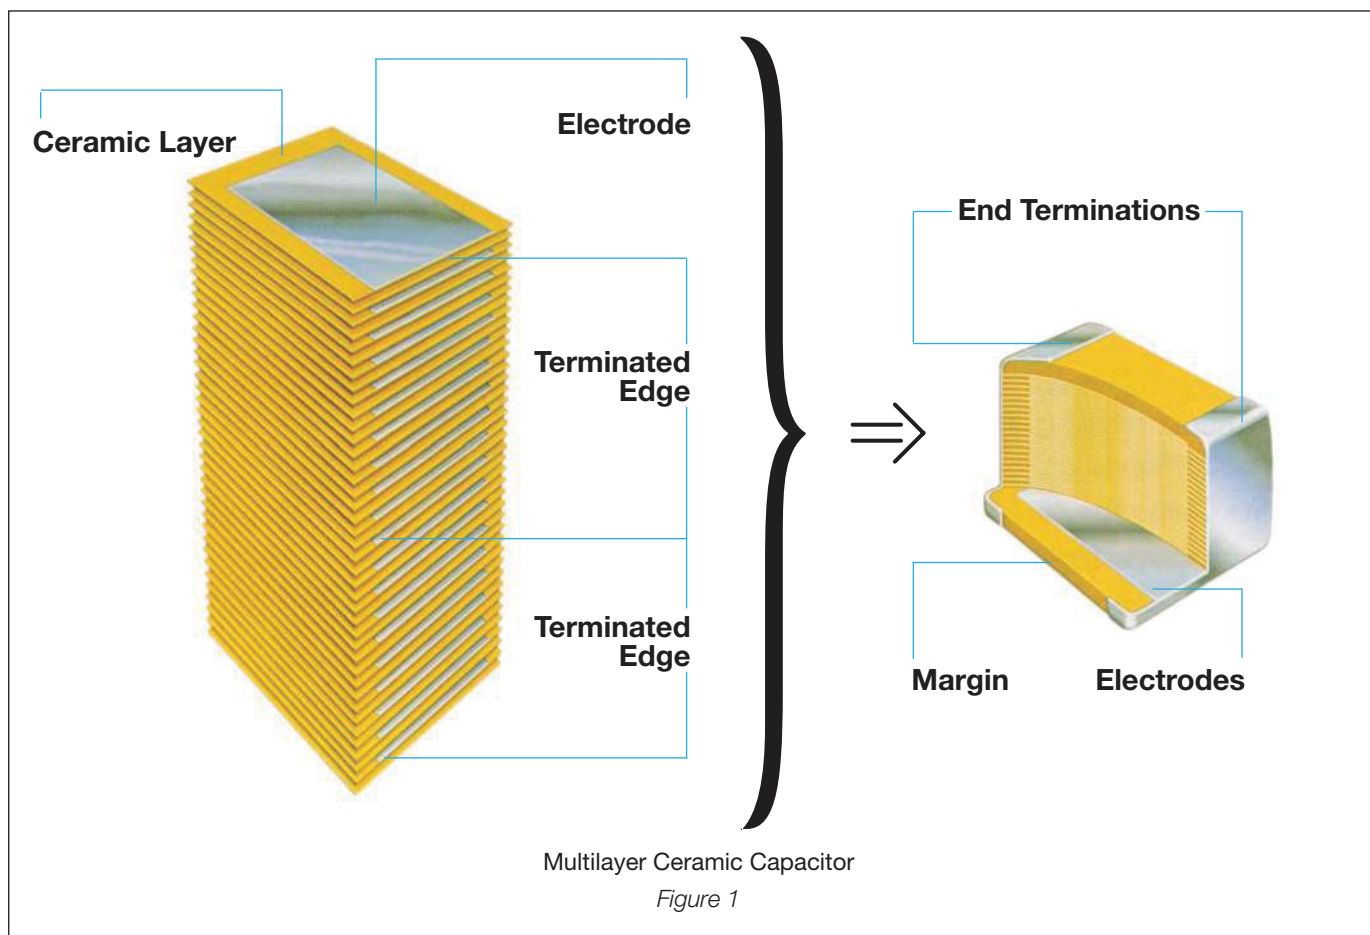 Ceramic Layer
Electrode
Terminated
Edge
Terminated
Edge
End Terminations
Margin
Electrodes
Multilayer Ceramic Capacitor
Figure 1